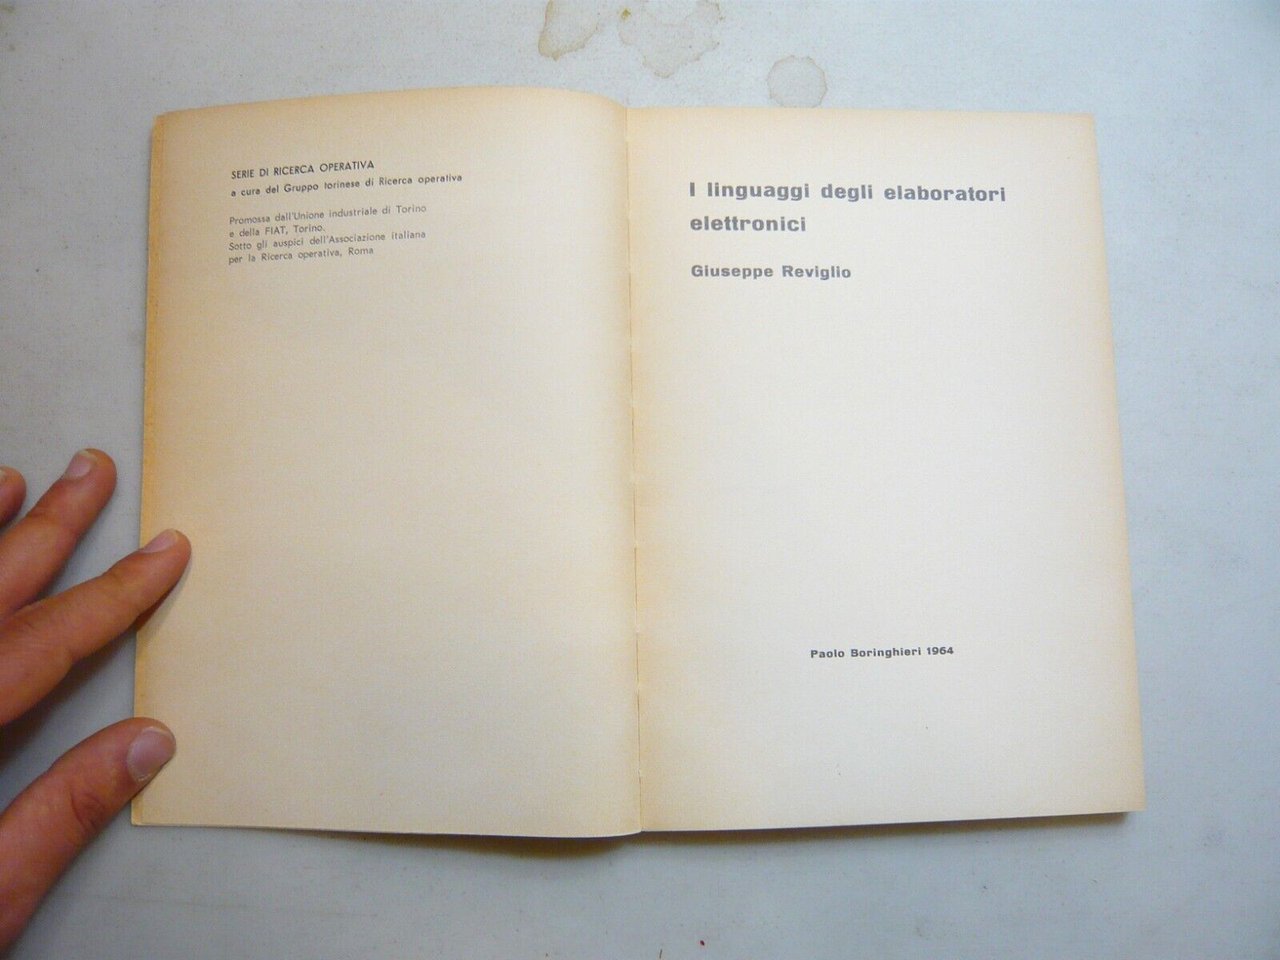 SERIE DI RICERCA OPERATIVA
a cura del Gruppo torinese di Ricerca operativa
Promossa dall'Unione industriale di Torino
e della FIAT, Torino.
Sotto gli auspici dell'Associazione italiana
per la Ricerca operativa, Roma
I linguaggi degli elaboratori
elettronici
Giuseppe Reviglio
Paolo Boringhieri 1964